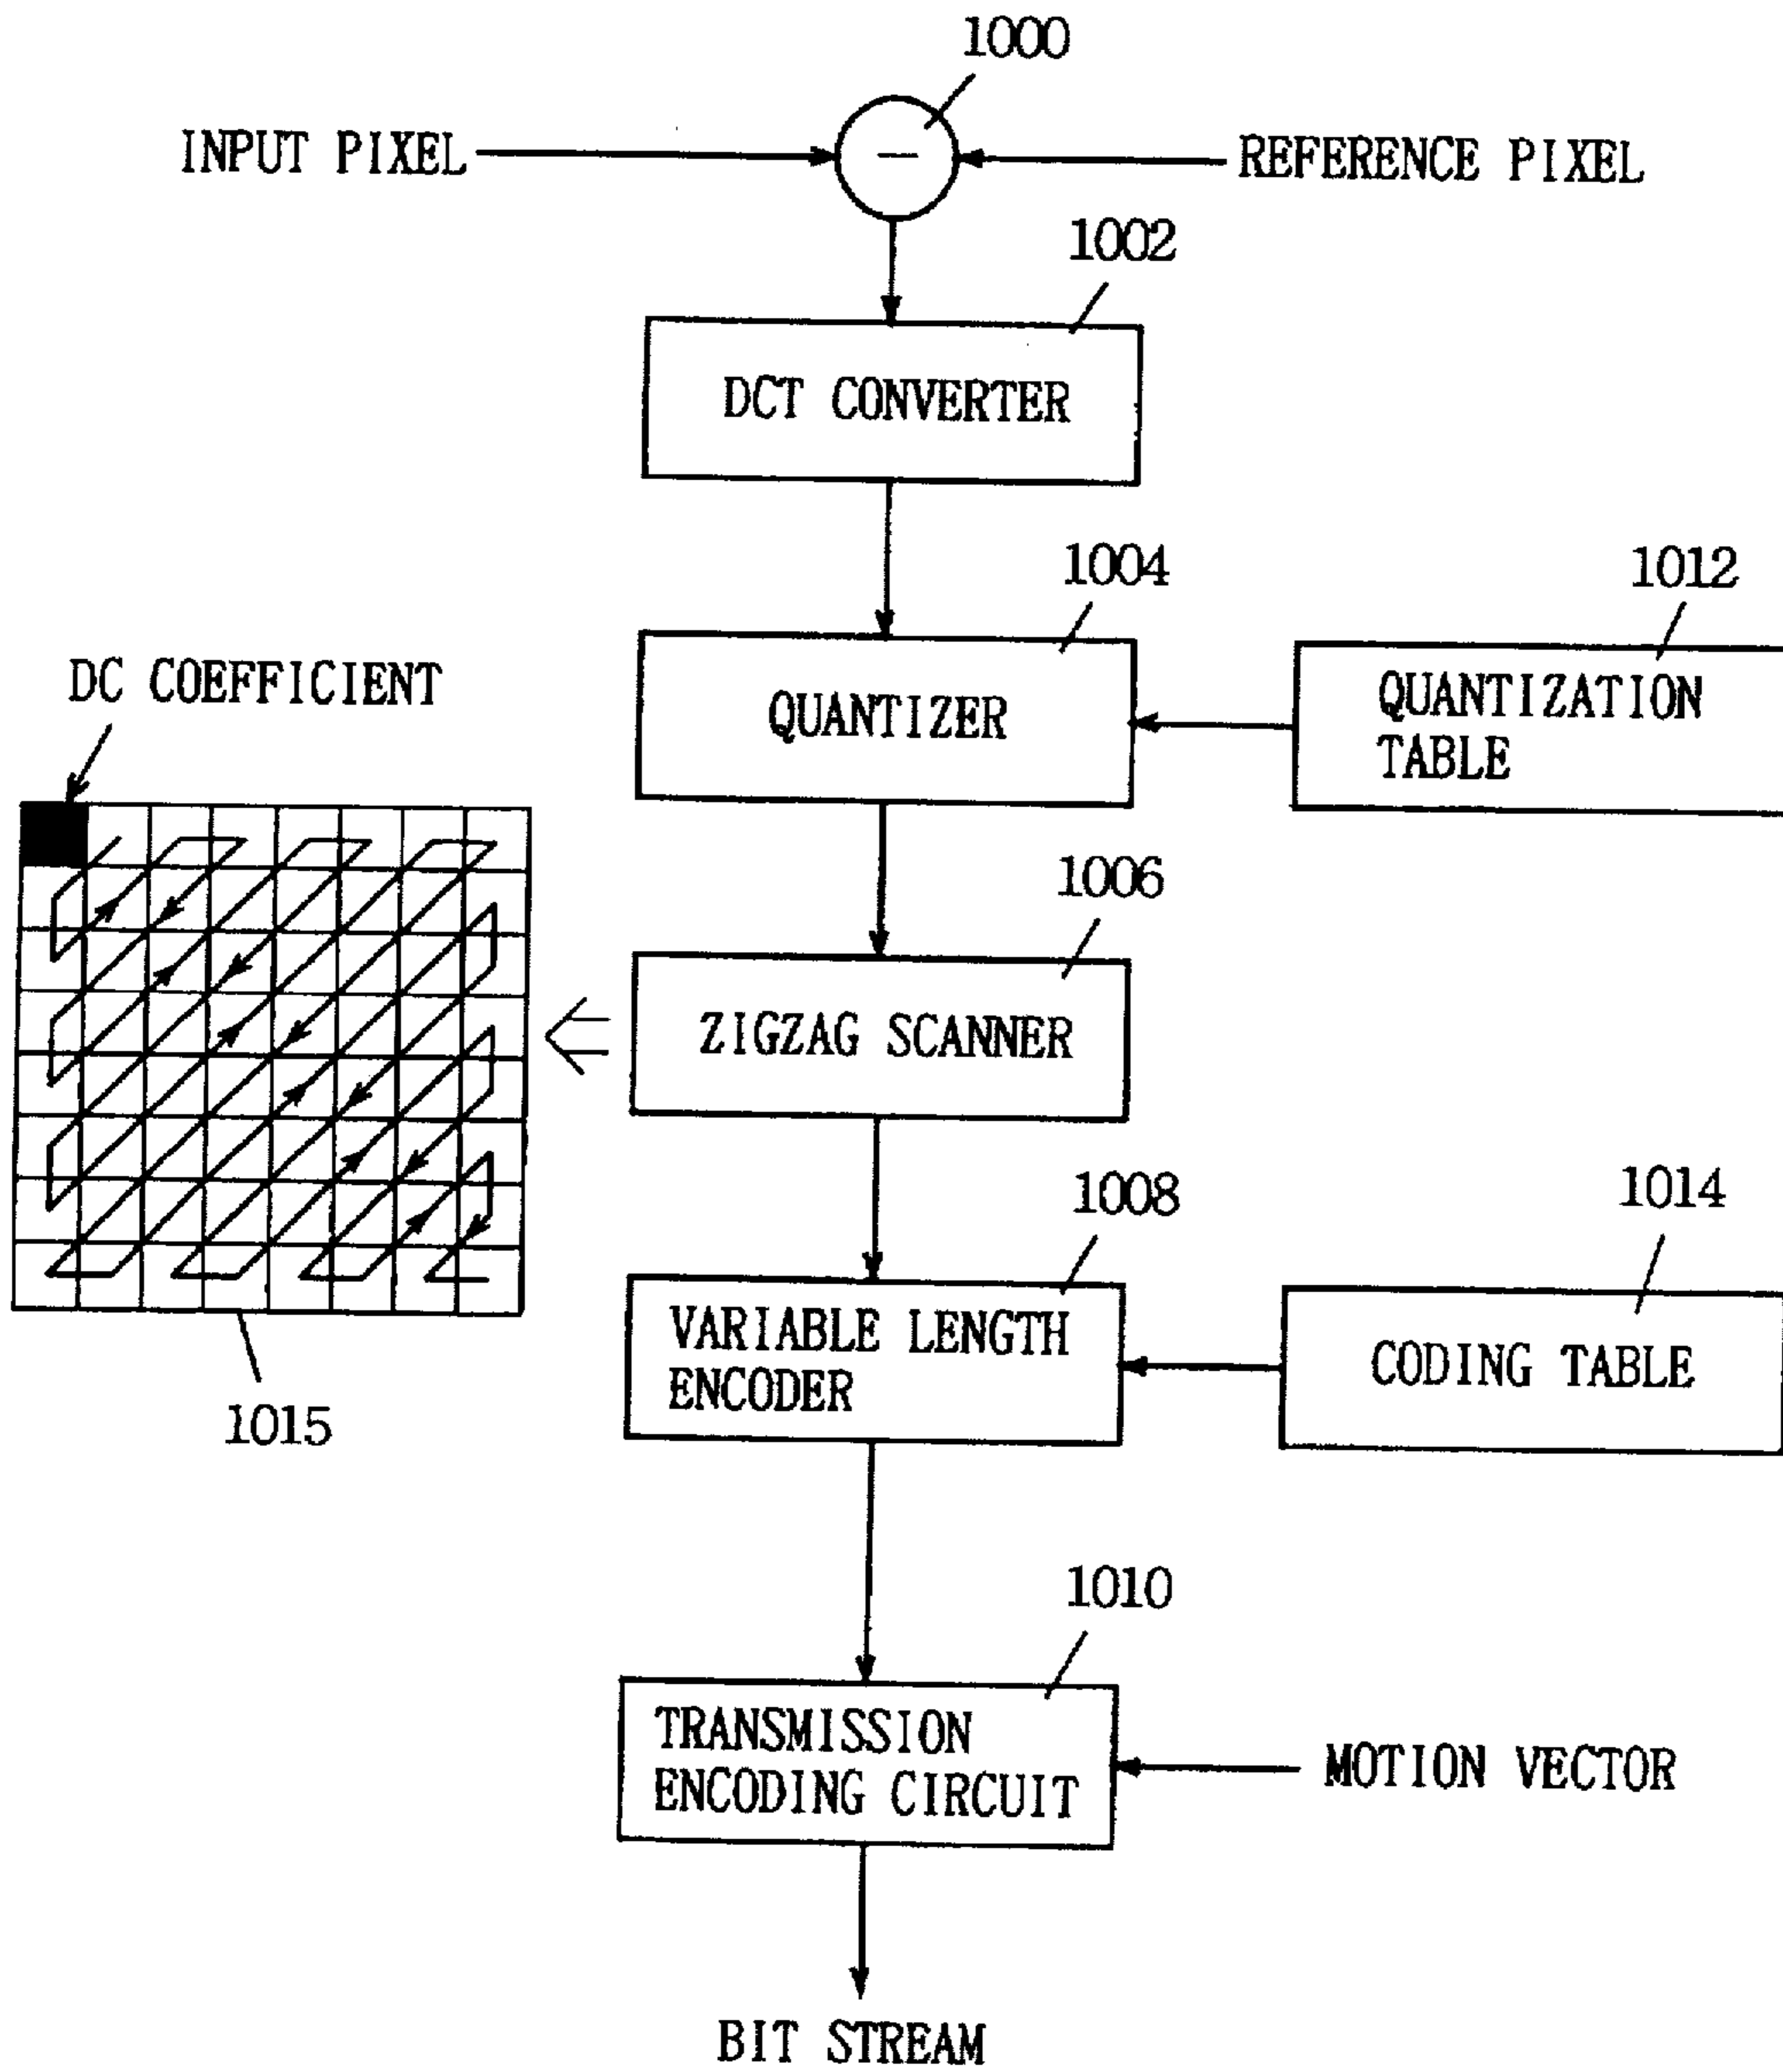 1000
INPUT PIXEL
−
REFERENCE PIXEL
1002
DCT CONVERTER
1004
1012
DC COEFFICIENT
QUANTIZER
QUANTIZATION
TABLE
1006
ZIGZAG SCANNER
1008
1014
VARIABLE LENGTH
ENCODER
CODING TABLE
1015
1010
TRANSMISSION
ENCODING CIRCUIT
MOTION VECTOR
BIT STREAM